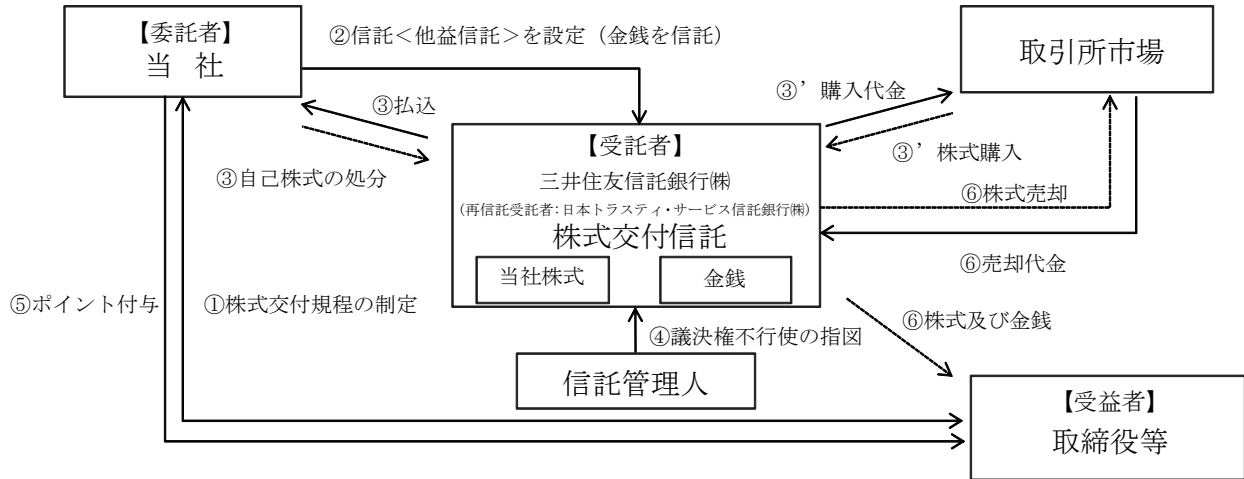 【委託者】
当 社
②信託＜他益信託＞を設定（金銭を信託）
取引所市場
③’購入代金
③払込
【受託者】
③’株式購入
③自己株式の処分
三井住友信託銀行㈱
⑥株式売却
(再信託受託者：日本トラスティ・サービス信託銀行㈱)
株式交付信託
当社株式
金銭
⑥売却代金
⑤ポイント付与
①株式交付規程の制定
⑥株式及び金銭
④議決権不行使の指図
信託管理人
【受益者】
取締役等